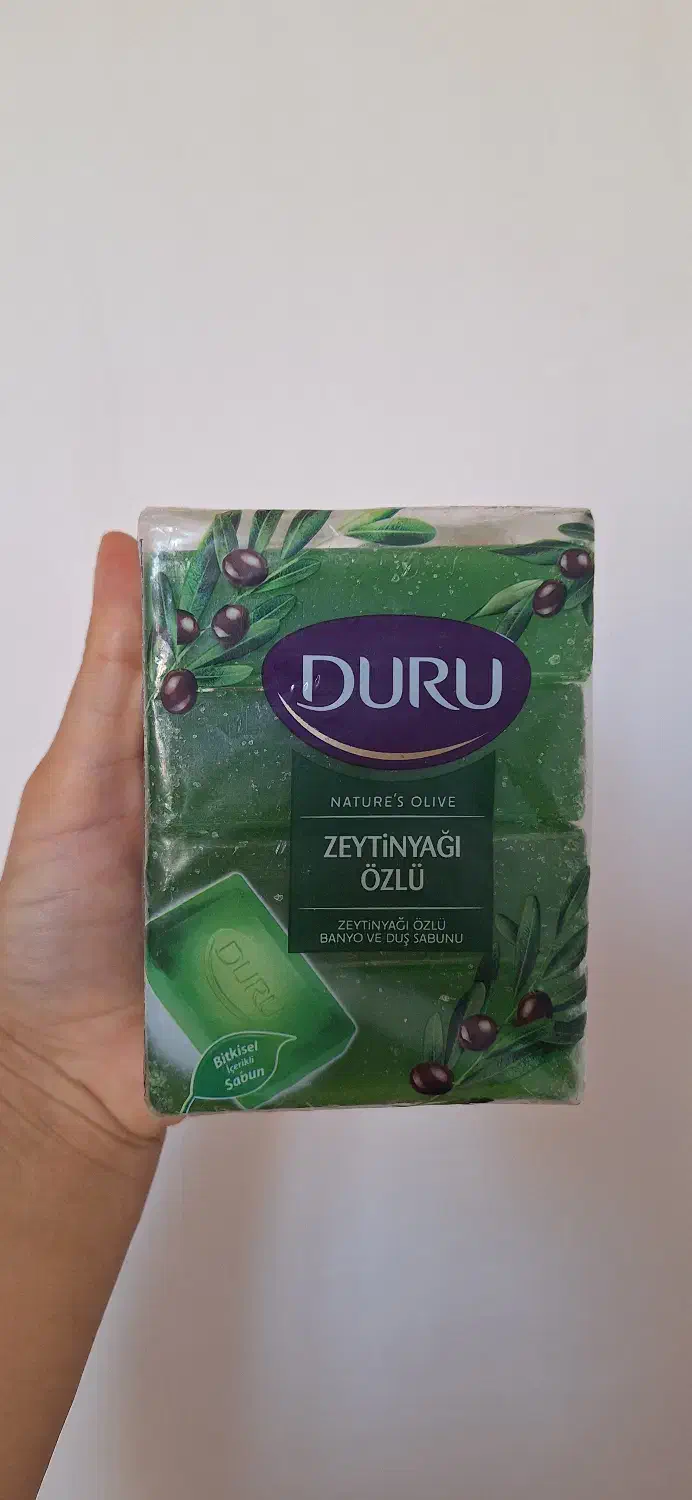 DURU
NATURE'S OLIVE
ZEYTİNYAĞI
ÖZLÜ
ZEYTİNYAĞI ÖZLÜ
BANYO VE DUŞ SABUNU
DURU
Bitkisel
İçerikli
Sabun